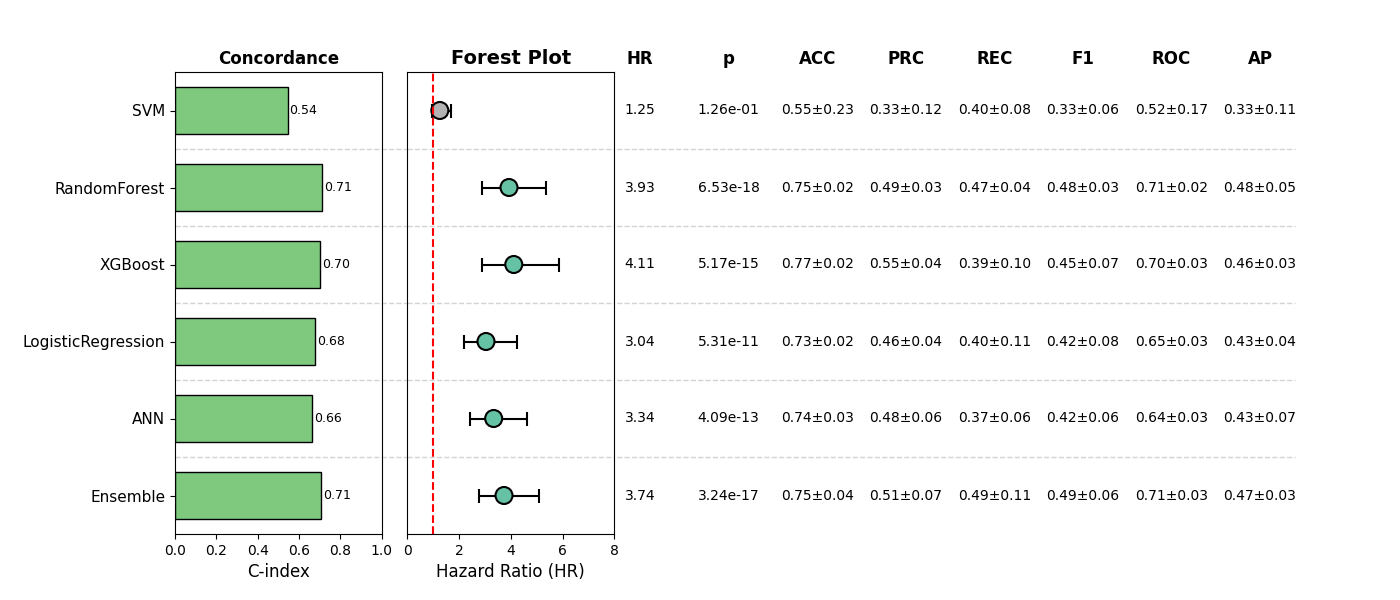 Concordance Forest Plot HR p ACC PRC REC F1 ROC AP
SVM 0.54 1.25 1.26e-01 0.55±0.23 0.33±0.12 0.40±0.08 0.33±0.06 0.52±0.17 0.33±0.11
RandomForest 0.71 3.93 6.53e-18 0.75±0.02 0.49±0.03 0.47±0.04 0.48±0.03 0.71±0.02 0.48±0.05
XGBoost 0.70 4.11 5.17e-15 0.77±0.02 0.55±0.04 0.39±0.10 0.45±0.07 0.70±0.03 0.46±0.03
LogisticRegression 0.68 3.04 5.31e-11 0.73±0.02 0.46±0.04 0.40±0.11 0.42±0.08 0.65±0.03 0.43±0.04
ANN 0.66 3.34 4.09e-13 0.74±0.03 0.48±0.06 0.37±0.06 0.42±0.06 0.64±0.03 0.43±0.07
Ensemble 0.71 3.74 3.24e-17 0.75±0.04 0.51±0.07 0.49±0.11 0.49±0.06 0.71±0.03 0.47±0.03
0.0 0.2 0.4 0.6 0.8 1.0 0 2 4 6 8
C-index Hazard Ratio (HR)